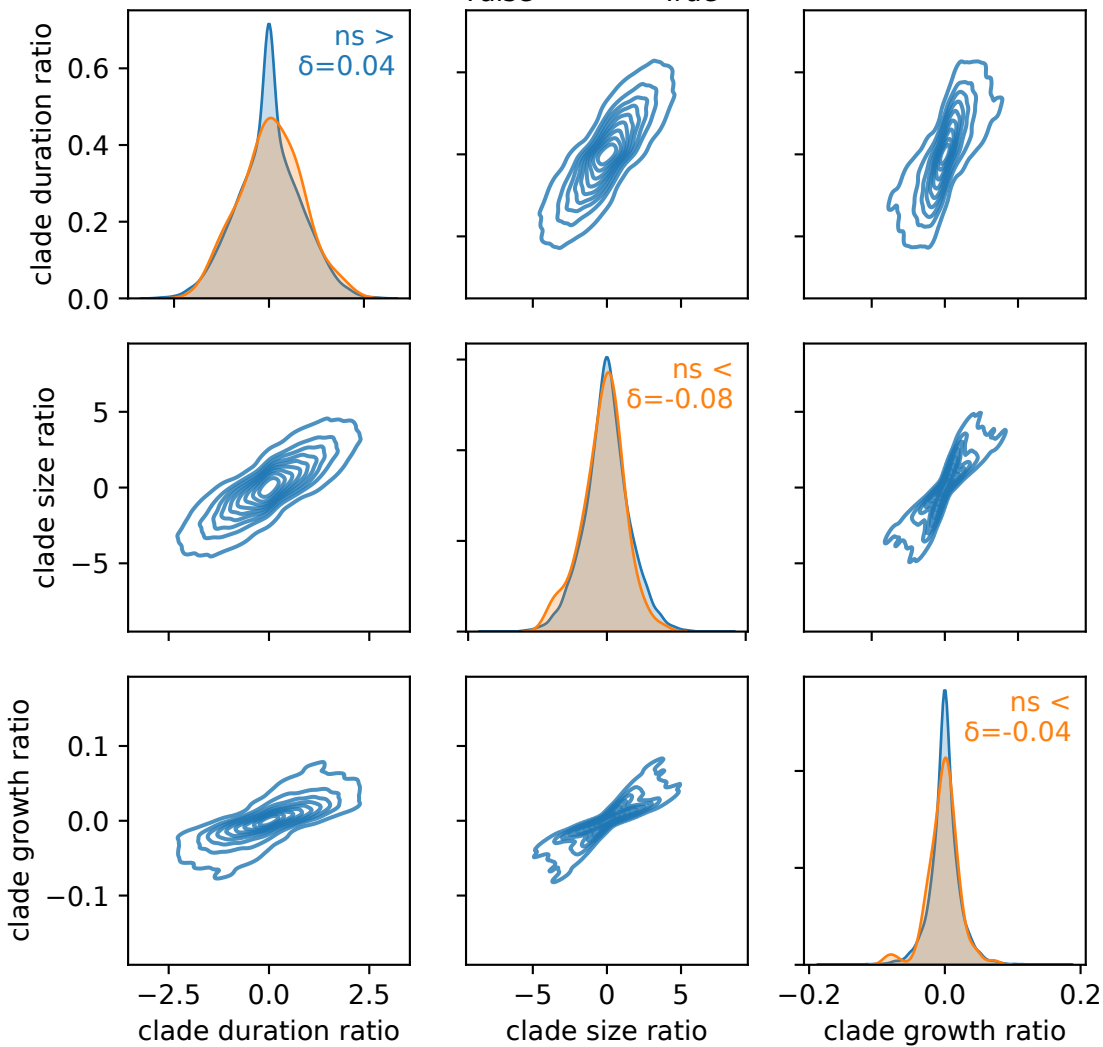 clade duration ratio
0.6
0.4
0.2
0.0
ns >
δ=0.04
clade size ratio
5
0
−5
ns <
δ=-0.08
clade growth ratio
0.1
0.0
−0.1
ns <
δ=-0.04
−2.5 0.0 2.5
−5 0 5
−0.2 0.0 0.2
clade duration ratio
clade size ratio
clade growth ratio